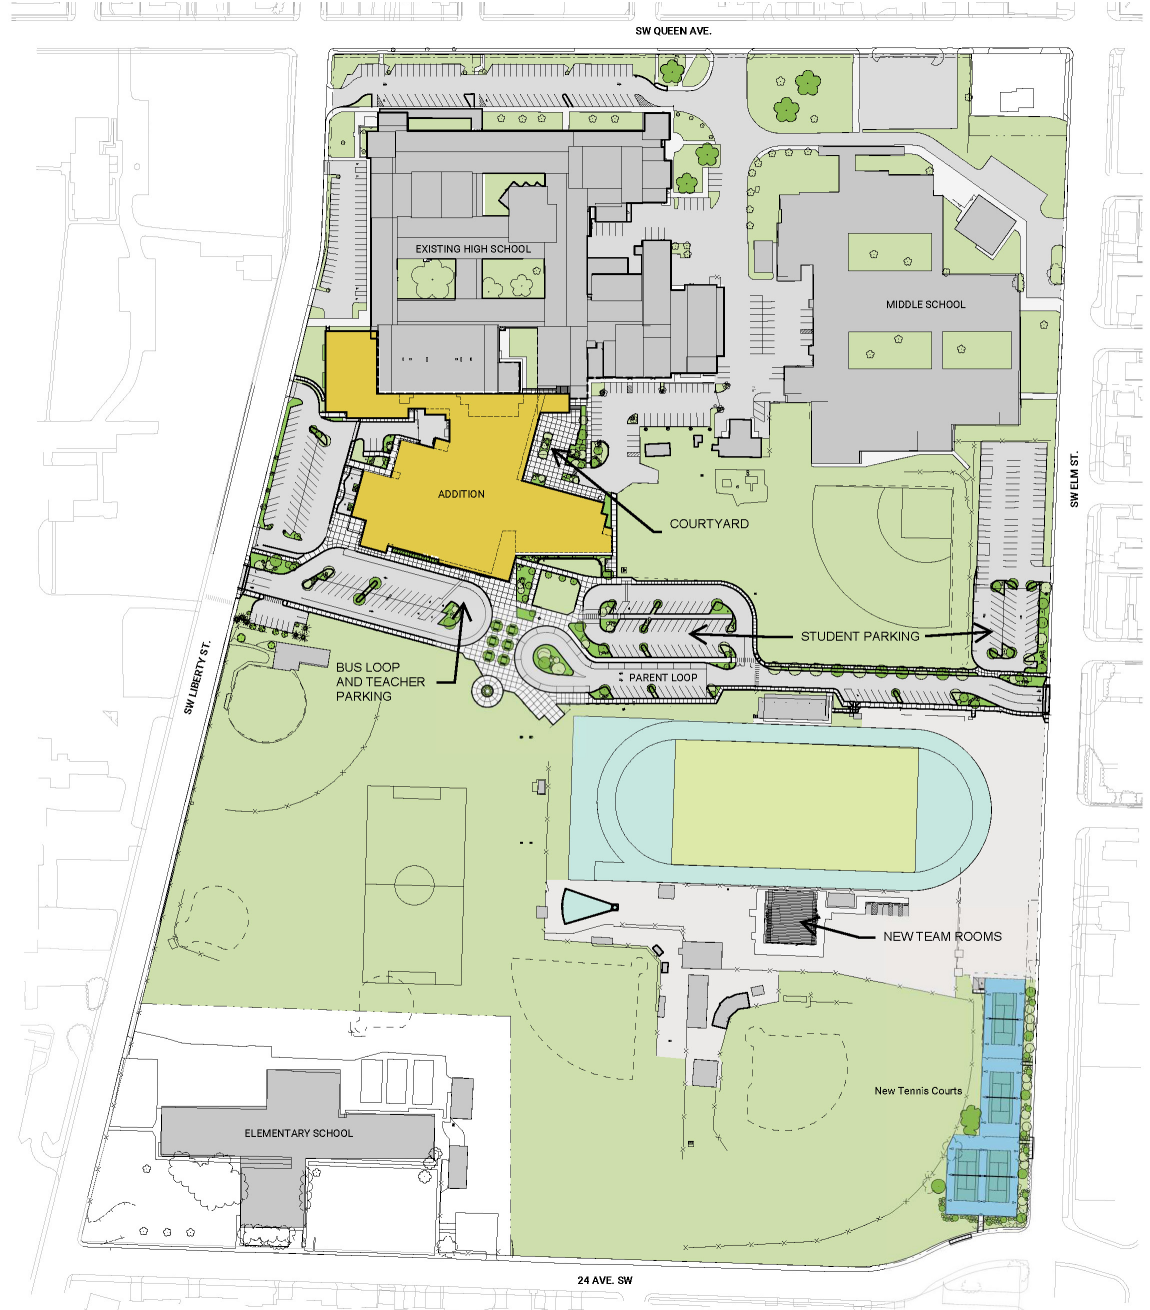 SW QUEEN AVE.
EXISTING HIGH SCHOOL
MIDDLE SCHOOL
SW ELM ST.
ADDITION
COURTYARD
STUDENT PARKING
SW LIBERTY ST.
BUS LOOP
AND TEACHER
PARKING
PARENT LOOP
NEW TEAM ROOMS
New Tennis Courts
ELEMENTARY SCHOOL
24 AVE. SW